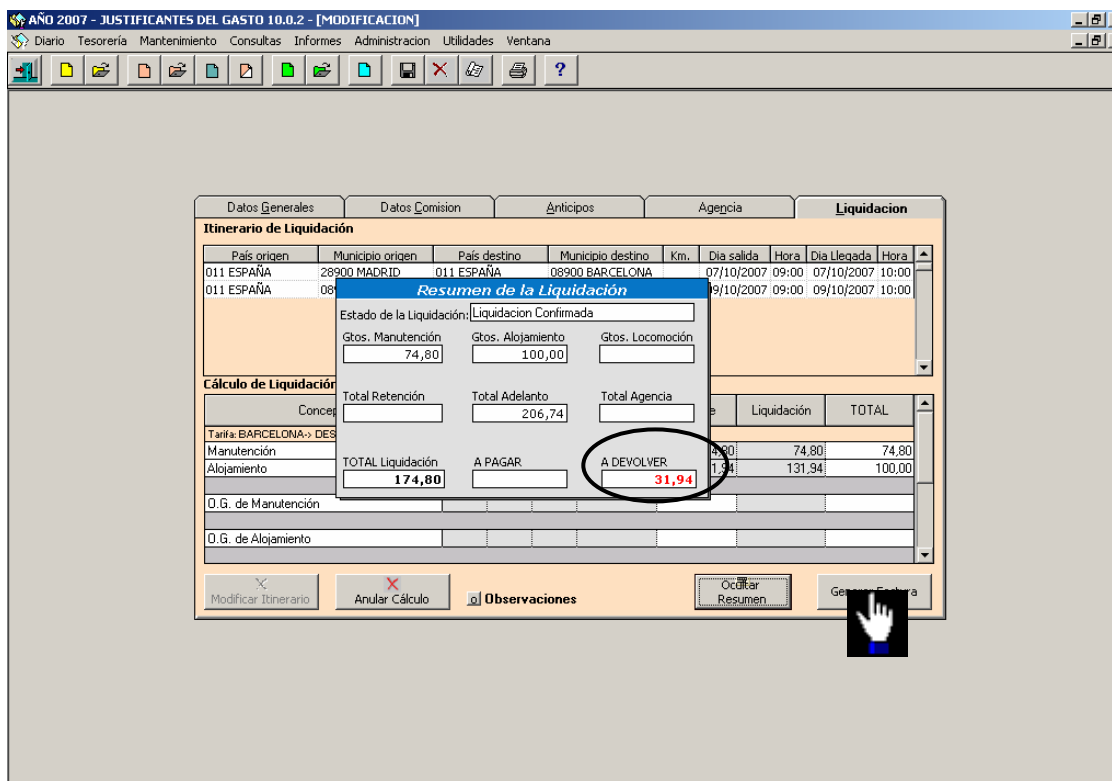 AÑO 2007 - JUSTIFICANTES DEL GASTO 10.0.2 - [MODIFICACION]
Diario Tesorería Mantenimiento Consultas Informes Administracion Utilidades Ventana
?
Datos Generales Datos Comision Anticipos Agencia Liquidacion
Itinerario de Liquidación
País origen Municipio origen País destino Municipio destino Km. Dia salida Hora Dia Llegada Hora
011 ESPAÑA 28900 MADRID 011 ESPAÑA 08900 BARCELONA 07/10/2007 09:00 07/10/2007 10:00
011 ESPAÑA 09/10/2007 09:00 09/10/2007 10:00
Resumen de la Liquidación
Estado de la Liquidación: Liquidacion Confirmada
Gtos. Manutención Gtos. Alojamiento Gtos. Locomoción
74,80 100,00
Total Retención Total Adelanto Total Agencia
206,74
TOTAL Liquidación A PAGAR A DEVOLVER
174,80 31,94
Cálculo de Liquidación
Liquidación TOTAL
Tarifa: BARCELONA->
Manutención 74,80 74,80
Alojamiento 131,94 100,00
O.G. de Manutención
O.G. de Alojamiento
Modificar Itinerario Anular Cálculo Observaciones Ocultar Resumen